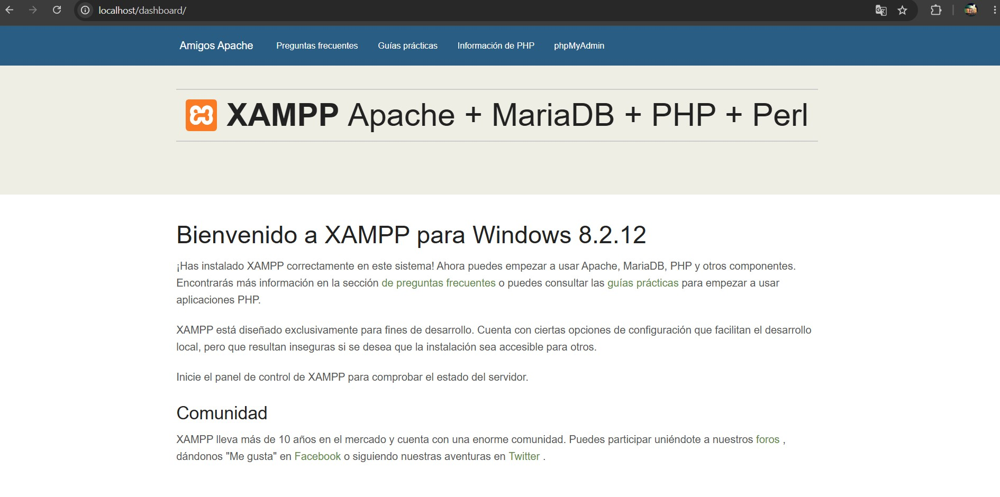 localhost/dashboard/
Amigos Apache Preguntas frecuentes Guías prácticas Información de PHP phpMyAdmin
XAMPP Apache + MariaDB + PHP + Perl
Bienvenido a XAMPP para Windows 8.2.12
¡Has instalado XAMPP correctamente en este sistema! Ahora puedes empezar a usar Apache, MariaDB, PHP y otros componentes.
Encontrarás más información en la sección de preguntas frecuentes o puedes consultar las guías prácticas para empezar a usar
aplicaciones PHP.
XAMPP está diseñado exclusivamente para fines de desarrollo. Cuenta con ciertas opciones de configuración que facilitan el desarrollo
local, pero que resultan inseguras si se desea que la instalación sea accesible para otros.
Inicie el panel de control de XAMPP para comprobar el estado del servidor.
Comunidad
XAMPP lleva más de 10 años en el mercado y cuenta con una enorme comunidad. Puedes participar uniéndote a nuestros foros ,
dándonos "Me gusta" en Facebook o siguiendo nuestras aventuras en Twitter .